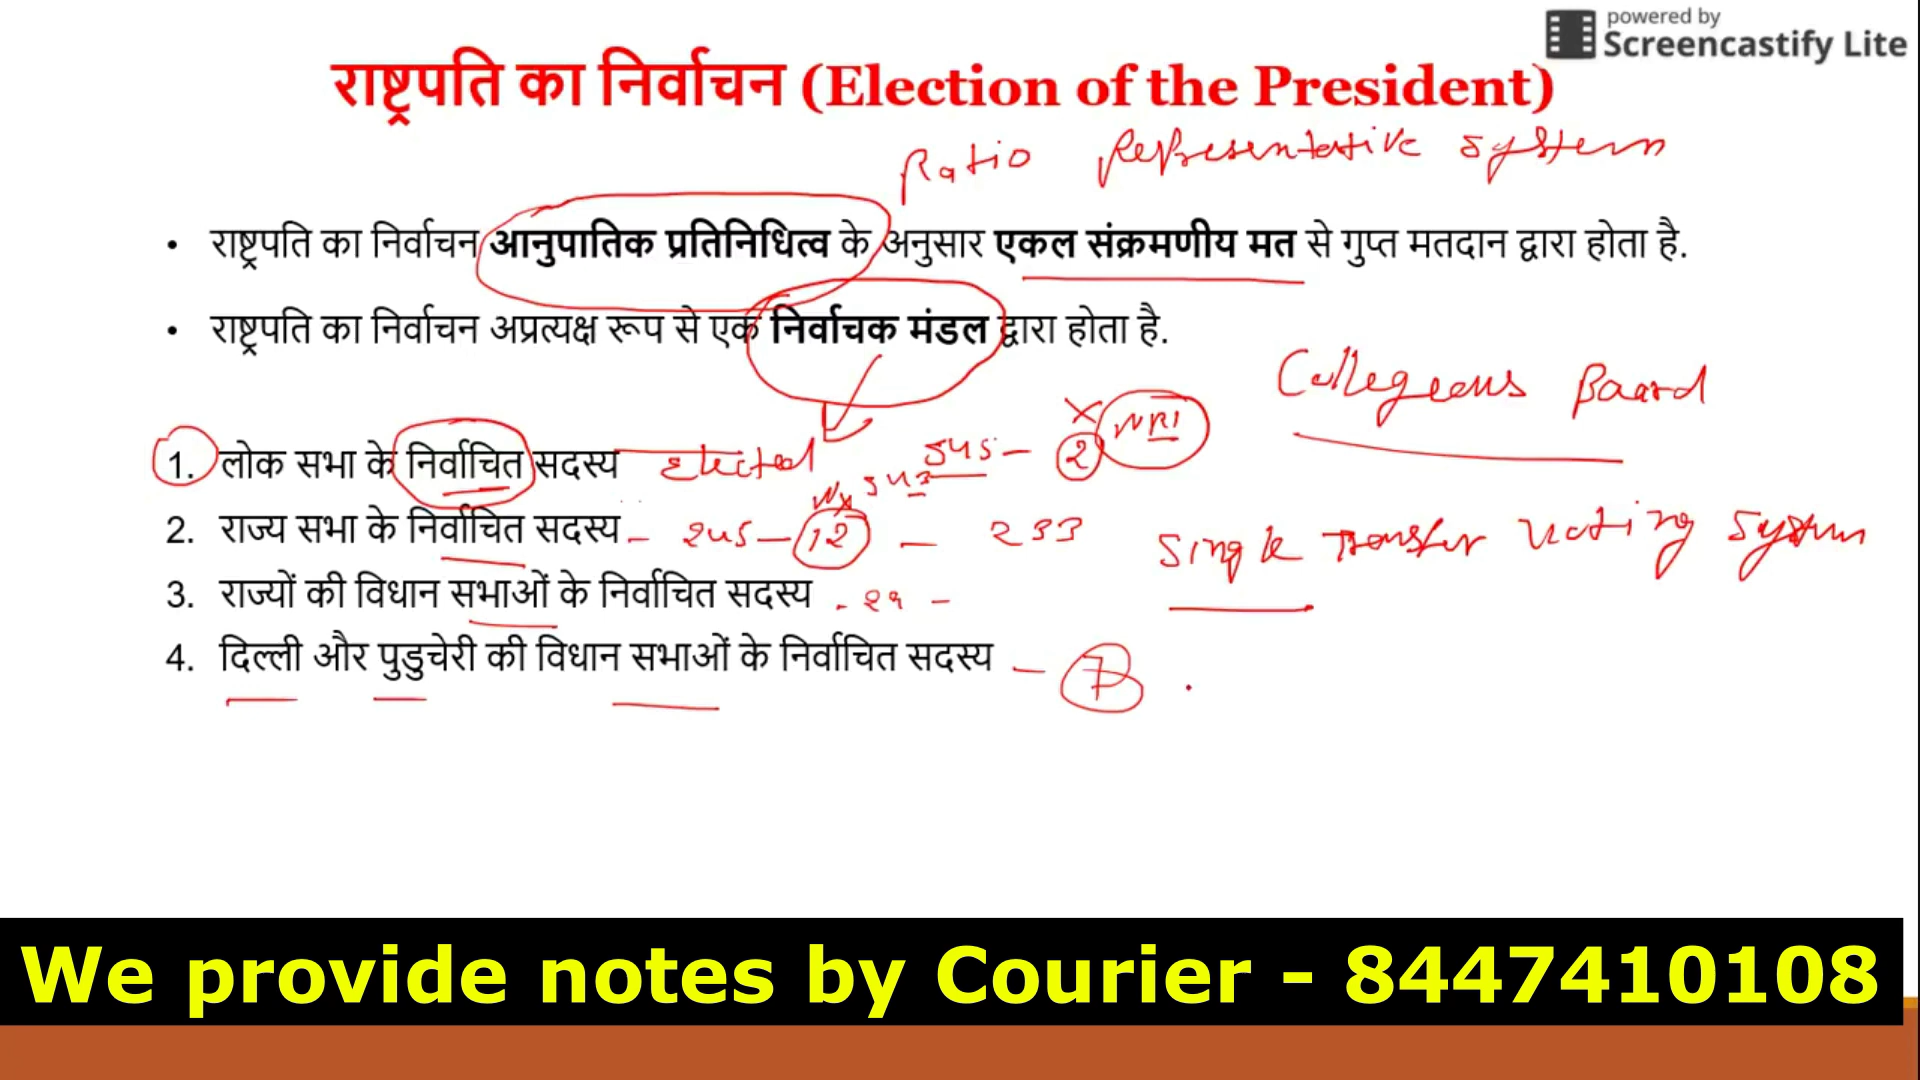 powered by
Screencastify Lite
राष्ट्रपति का निर्वाचन (Election of the President)
Ratio Representative System
• राष्ट्रपति का निर्वाचन आनुपातिक प्रतिनिधित्व के अनुसार एकल संक्रमणीय मत से गुप्त मतदान द्वारा होता है.
• राष्ट्रपति का निर्वाचन अप्रत्यक्ष रूप से एक निर्वाचक मंडल द्वारा होता है.
Board
1. लोक सभा के निर्वाचित सदस्य Elected 545 - 2 NRI
543
2. राज्य सभा के निर्वाचित सदस्य - 245 - 12 - 233
Single Transfer Voting System
3. राज्यों की विधान सभाओं के निर्वाचित सदस्य
4. दिल्ली और पुडुचेरी की विधान सभाओं के निर्वाचित सदस्य - 7
We provide notes by Courier - 8447410108